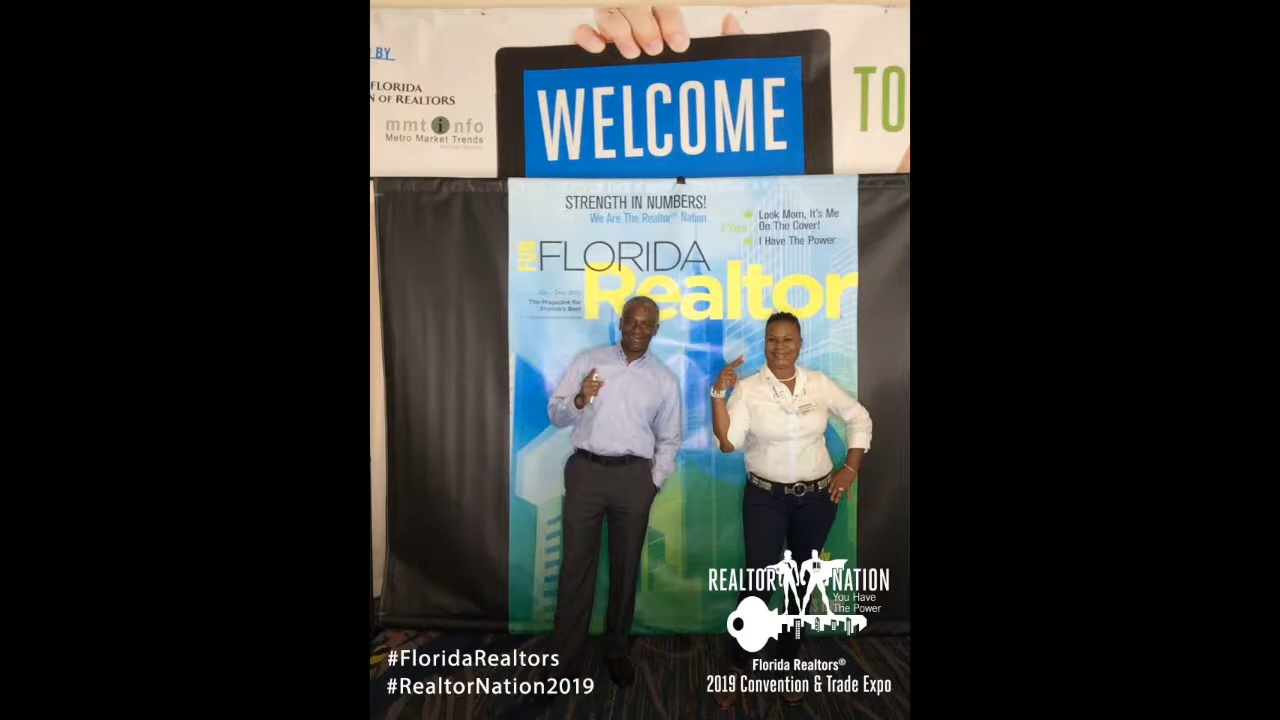 BY
FLORIDA
N OF REALTORS
mmt i nfo
Metro Market Trends
WELCOME
TO
STRENGTH IN NUMBERS!
We Are The Realtor® Nation
Look Mom, It's Me
On The Cover!
I Have The Power
FUN
FLORIDA
Realtor
The Magazine for
Florida's Best
REALTOR NATION
You Have
The Power
Florida Realtors®
2019 Convention & Trade Expo
#FloridaRealtors
#RealtorNation2019